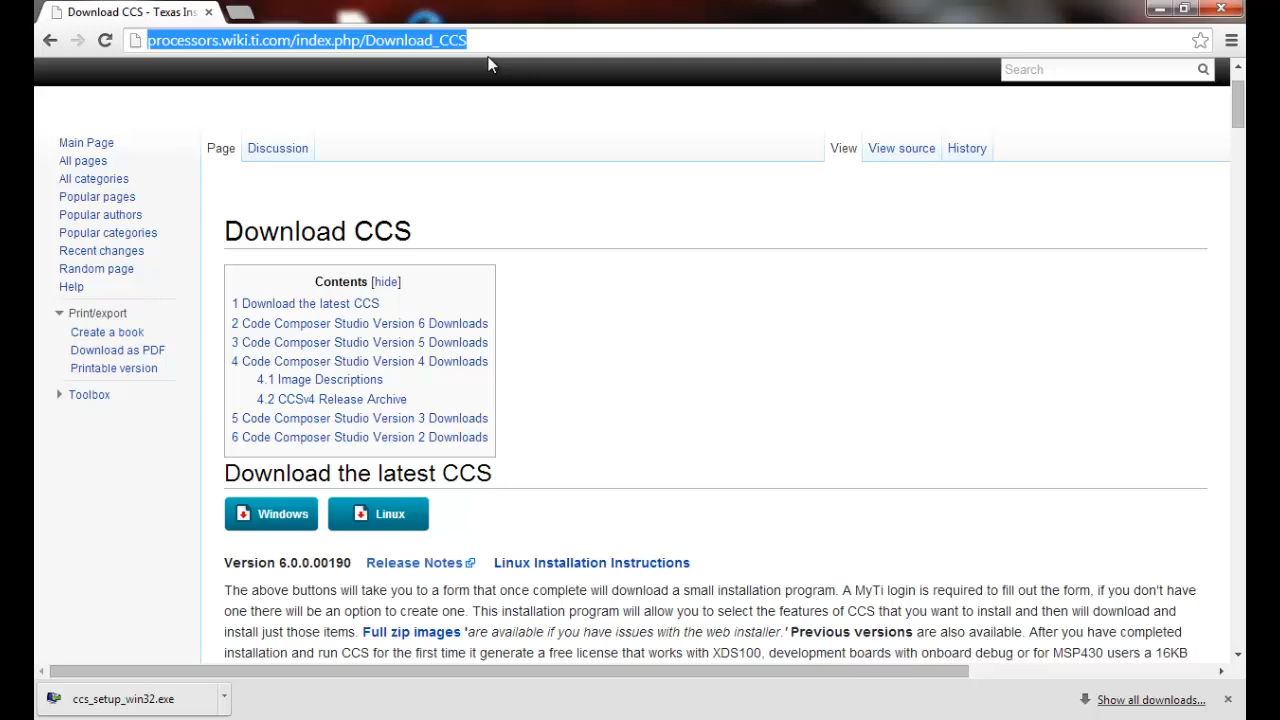 Download CCS - Texas Ins
processors.wiki.ti.com/index.php/Download_CCS
Search
Main Page
All pages
All categories
Popular pages
Popular authors
Popular categories
Recent changes
Random page
Help
Print/export
Create a book
Download as PDF
Printable version
Toolbox
Page Discussion View View source History
Download CCS
Contents [hide]
1 Download the latest CCS
2 Code Composer Studio Version 6 Downloads
3 Code Composer Studio Version 5 Downloads
4 Code Composer Studio Version 4 Downloads
4.1 Image Descriptions
4.2 CCSv4 Release Archive
5 Code Composer Studio Version 3 Downloads
6 Code Composer Studio Version 2 Downloads
Download the latest CCS
Windows Linux
Version 6.0.0.00190 Release Notes Linux Installation Instructions
The above buttons will take you to a form that once complete will download a small installation program. A MyTi login is required to fill out the form, if you don't have
one there will be an option to create one. This installation program will allow you to select the features of CCS that you want to install and then will download and
install just those items. Full zip images 'are available if you have issues with the web installer.' Previous versions are also available. After you have completed
installation and run CCS for the first time it generate a free license that works with XDS100, development boards with onboard debug or for MSP430 users a 16KB
ccs_setup_win32.exe
Show all downloads...